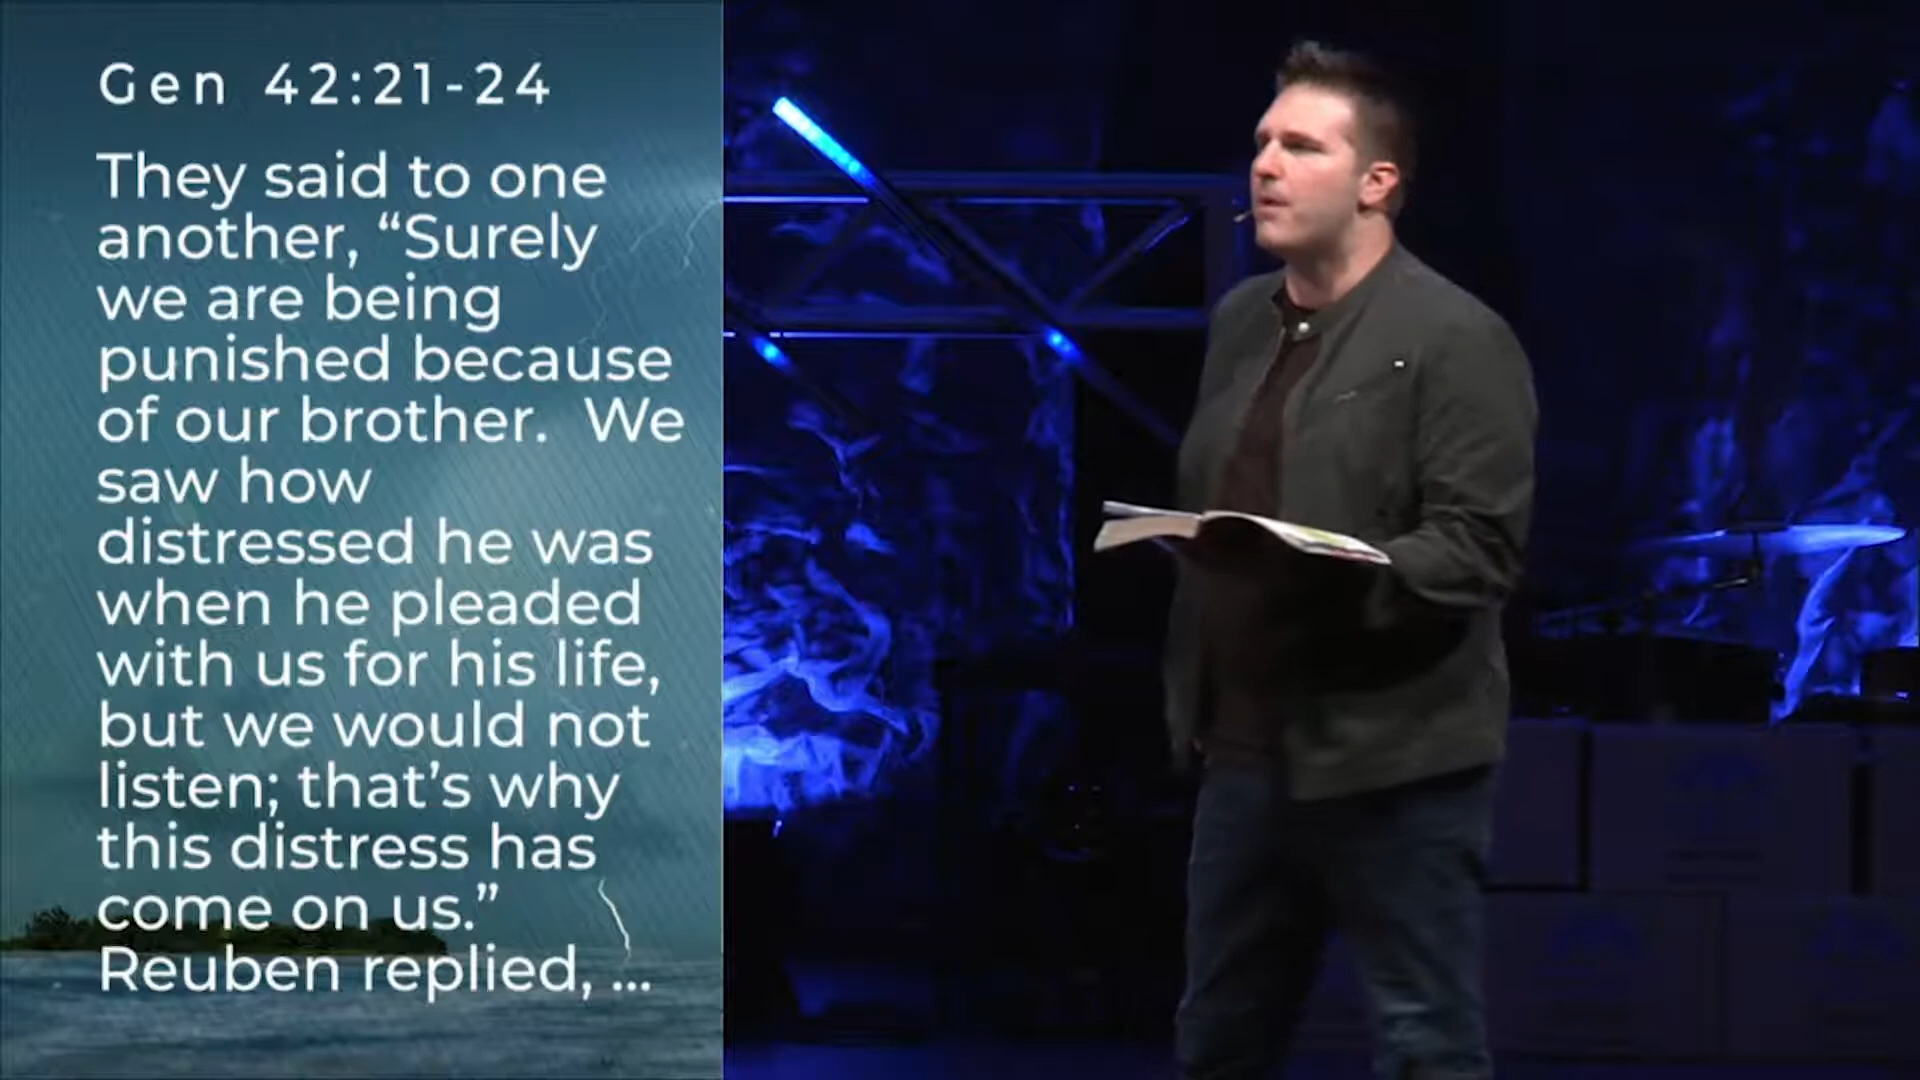 Gen 42:21-24
They said to one
another, “Surely
we are being
punished because
of our brother.  We
saw how
distressed he was
when he pleaded
with us for his life,
but we would not
listen; that’s why
this distress has
come on us.”
Reuben replied, ...